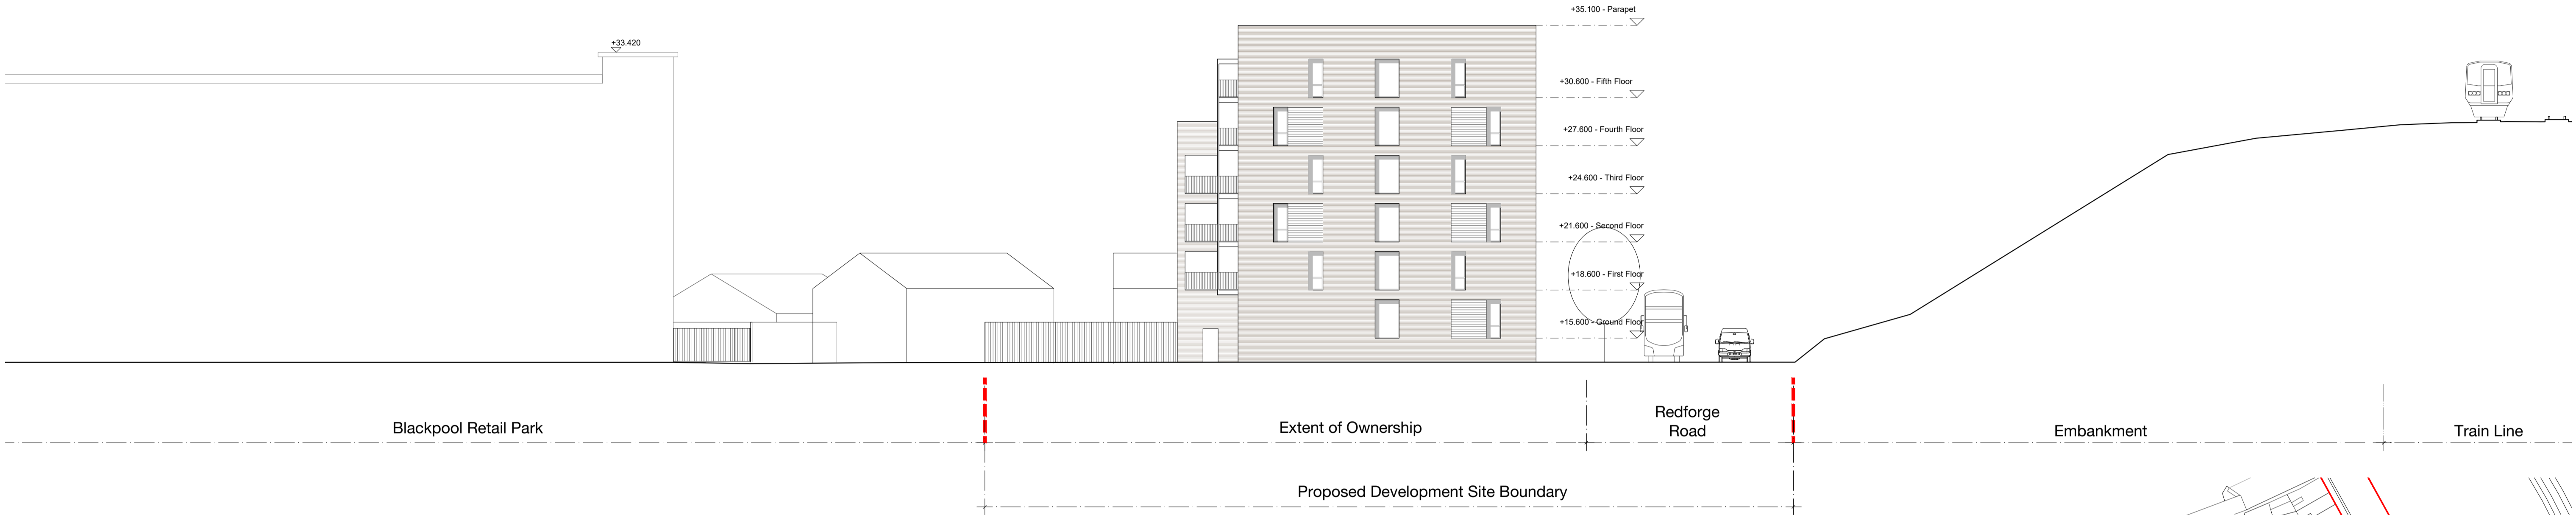 +35.100 - Parapet
+33.420
+30.600 - Fifth Floor
+27.600 - Fourth Floor
+24.600 - Third Floor
+21.600 - Second Floor
+18.600 - First Floor
+15.600 - Ground Floor
Blackpool Retail Park
Extent of Ownership
Redforge
Road
Embankment
Train Line
Proposed Development Site Boundary